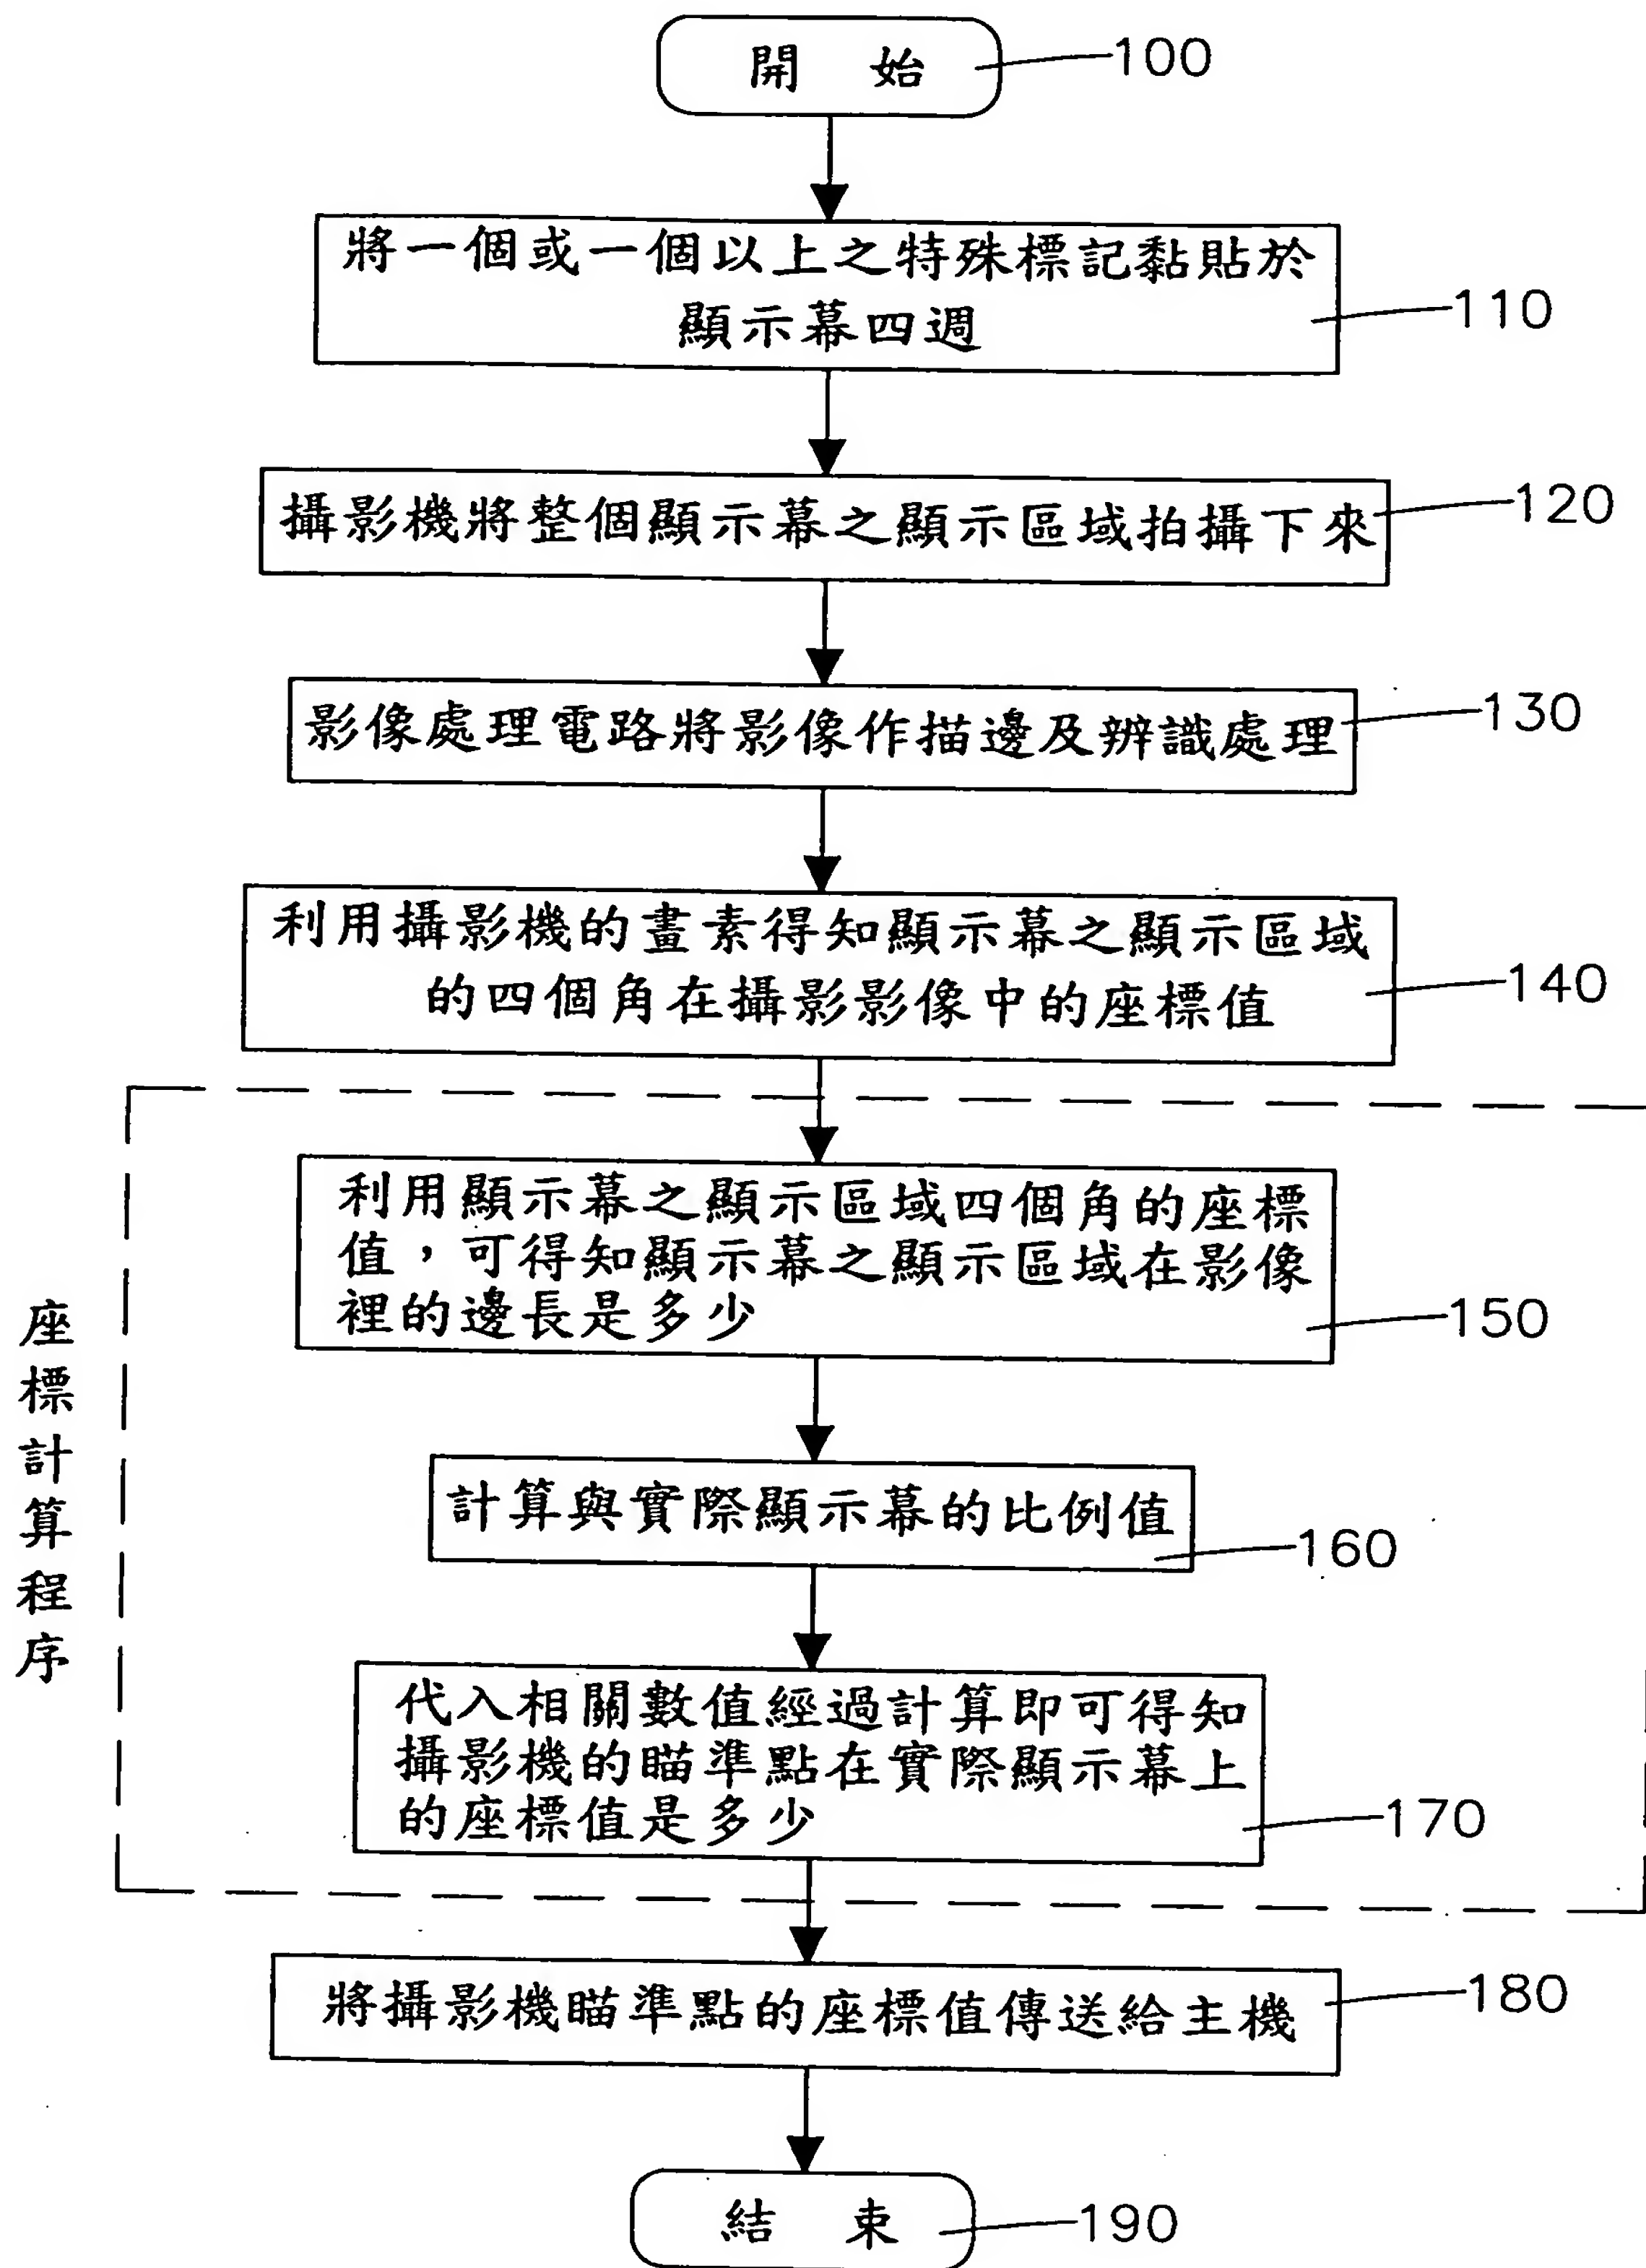 開 始 100
將一個或一個以上之特殊標記黏貼於
顯示幕四週
110
攝影機將整個顯示幕之顯示區域拍攝下來
120
影像處理電路將影像作描邊及辨識處理
130
利用攝影機的畫素得知顯示幕之顯示區域
的四個角在攝影影像中的座標值
140
座標計算程序
利用顯示幕之顯示區域四個角的座標
值，可得知顯示幕之顯示區域在影像
裡的邊長是多少
150
計算與實際顯示幕的比例值
160
代入相關數值經過計算即可得知
攝影機的瞄準點在實際顯示幕上
的座標值是多少
170
將攝影機瞄準點的座標值傳送給主機
180
結 束 190